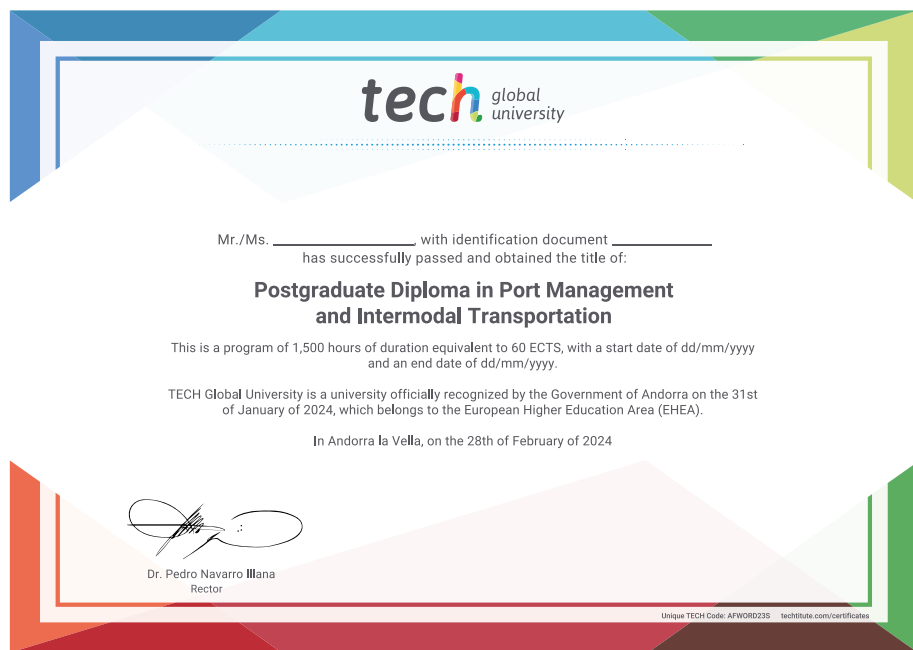 tech global
university
Mr./Ms. ____________, with identification document ____________
has successfully passed and obtained the title of:
Postgraduate Diploma in Port Management
and Intermodal Transportation
This is a program of 1,500 hours of duration equivalent to 60 ECTS, with a start date of dd/mm/yyyy
and an end date of dd/mm/yyyy.
TECH Global University is a university officially recognized by the Government of Andorra on the 31st
of January of 2024, which belongs to the European Higher Education Area (EHEA).
In Andorra la Vella, on the 28th of February of 2024
Dr. Pedro Navarro Illana
Rector
Unique TECH Code: AFWORD23S techtitute.com/certificates